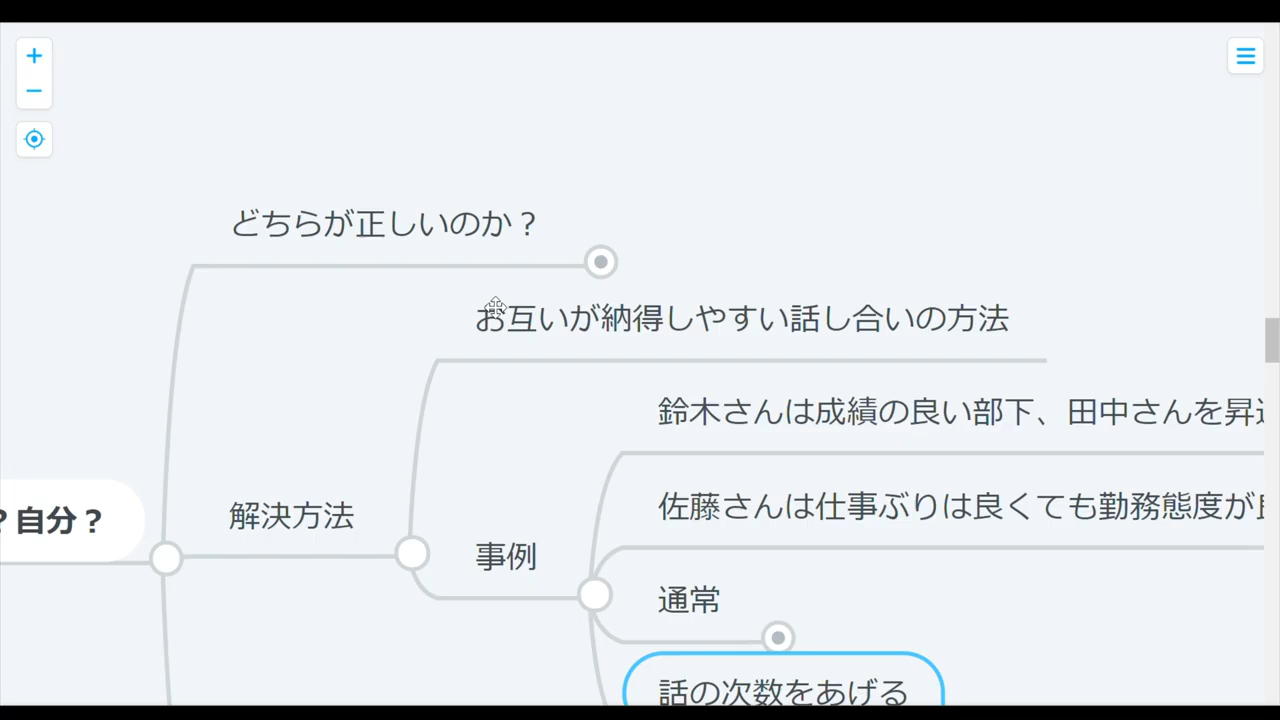 どちらが正しいのか？
お互いが納得しやすい話し合いの方法
鈴木さんは成績の良い部下、田中さんを昇
佐藤さんは仕事ぶりは良くても勤務態度が
？自分？
解決方法
事例
通常
話の次数をあげる